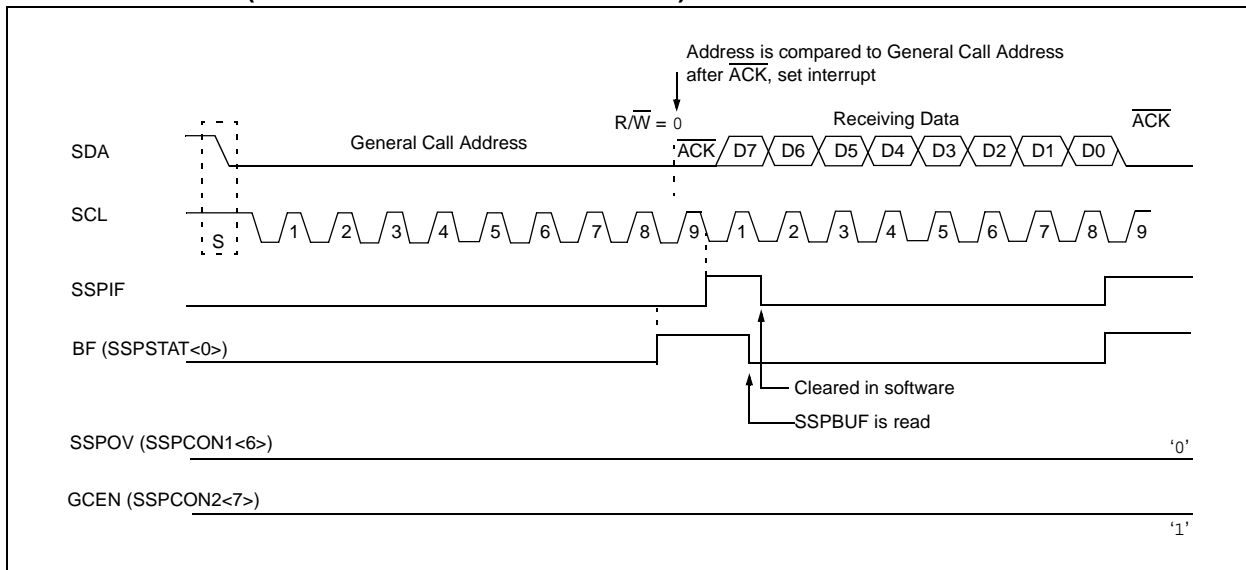 Address is compared to General Call Address
after ACK, set interrupt
R/W = 0
Receiving Data
ACK
SDA
General Call Address
ACK D7 D6 D5 D4 D3 D2 D1 D0
SCL
S
1 2 3 4 5 6 7 8 9 1 2 3 4 5 6 7 8 9
SSPIF
BF (SSPSTAT<0>)
Cleared in software
SSPBUF is read
SSPOV (SSPCON1<6>)
‘0’
GCEN (SSPCON2<7>)
‘1’